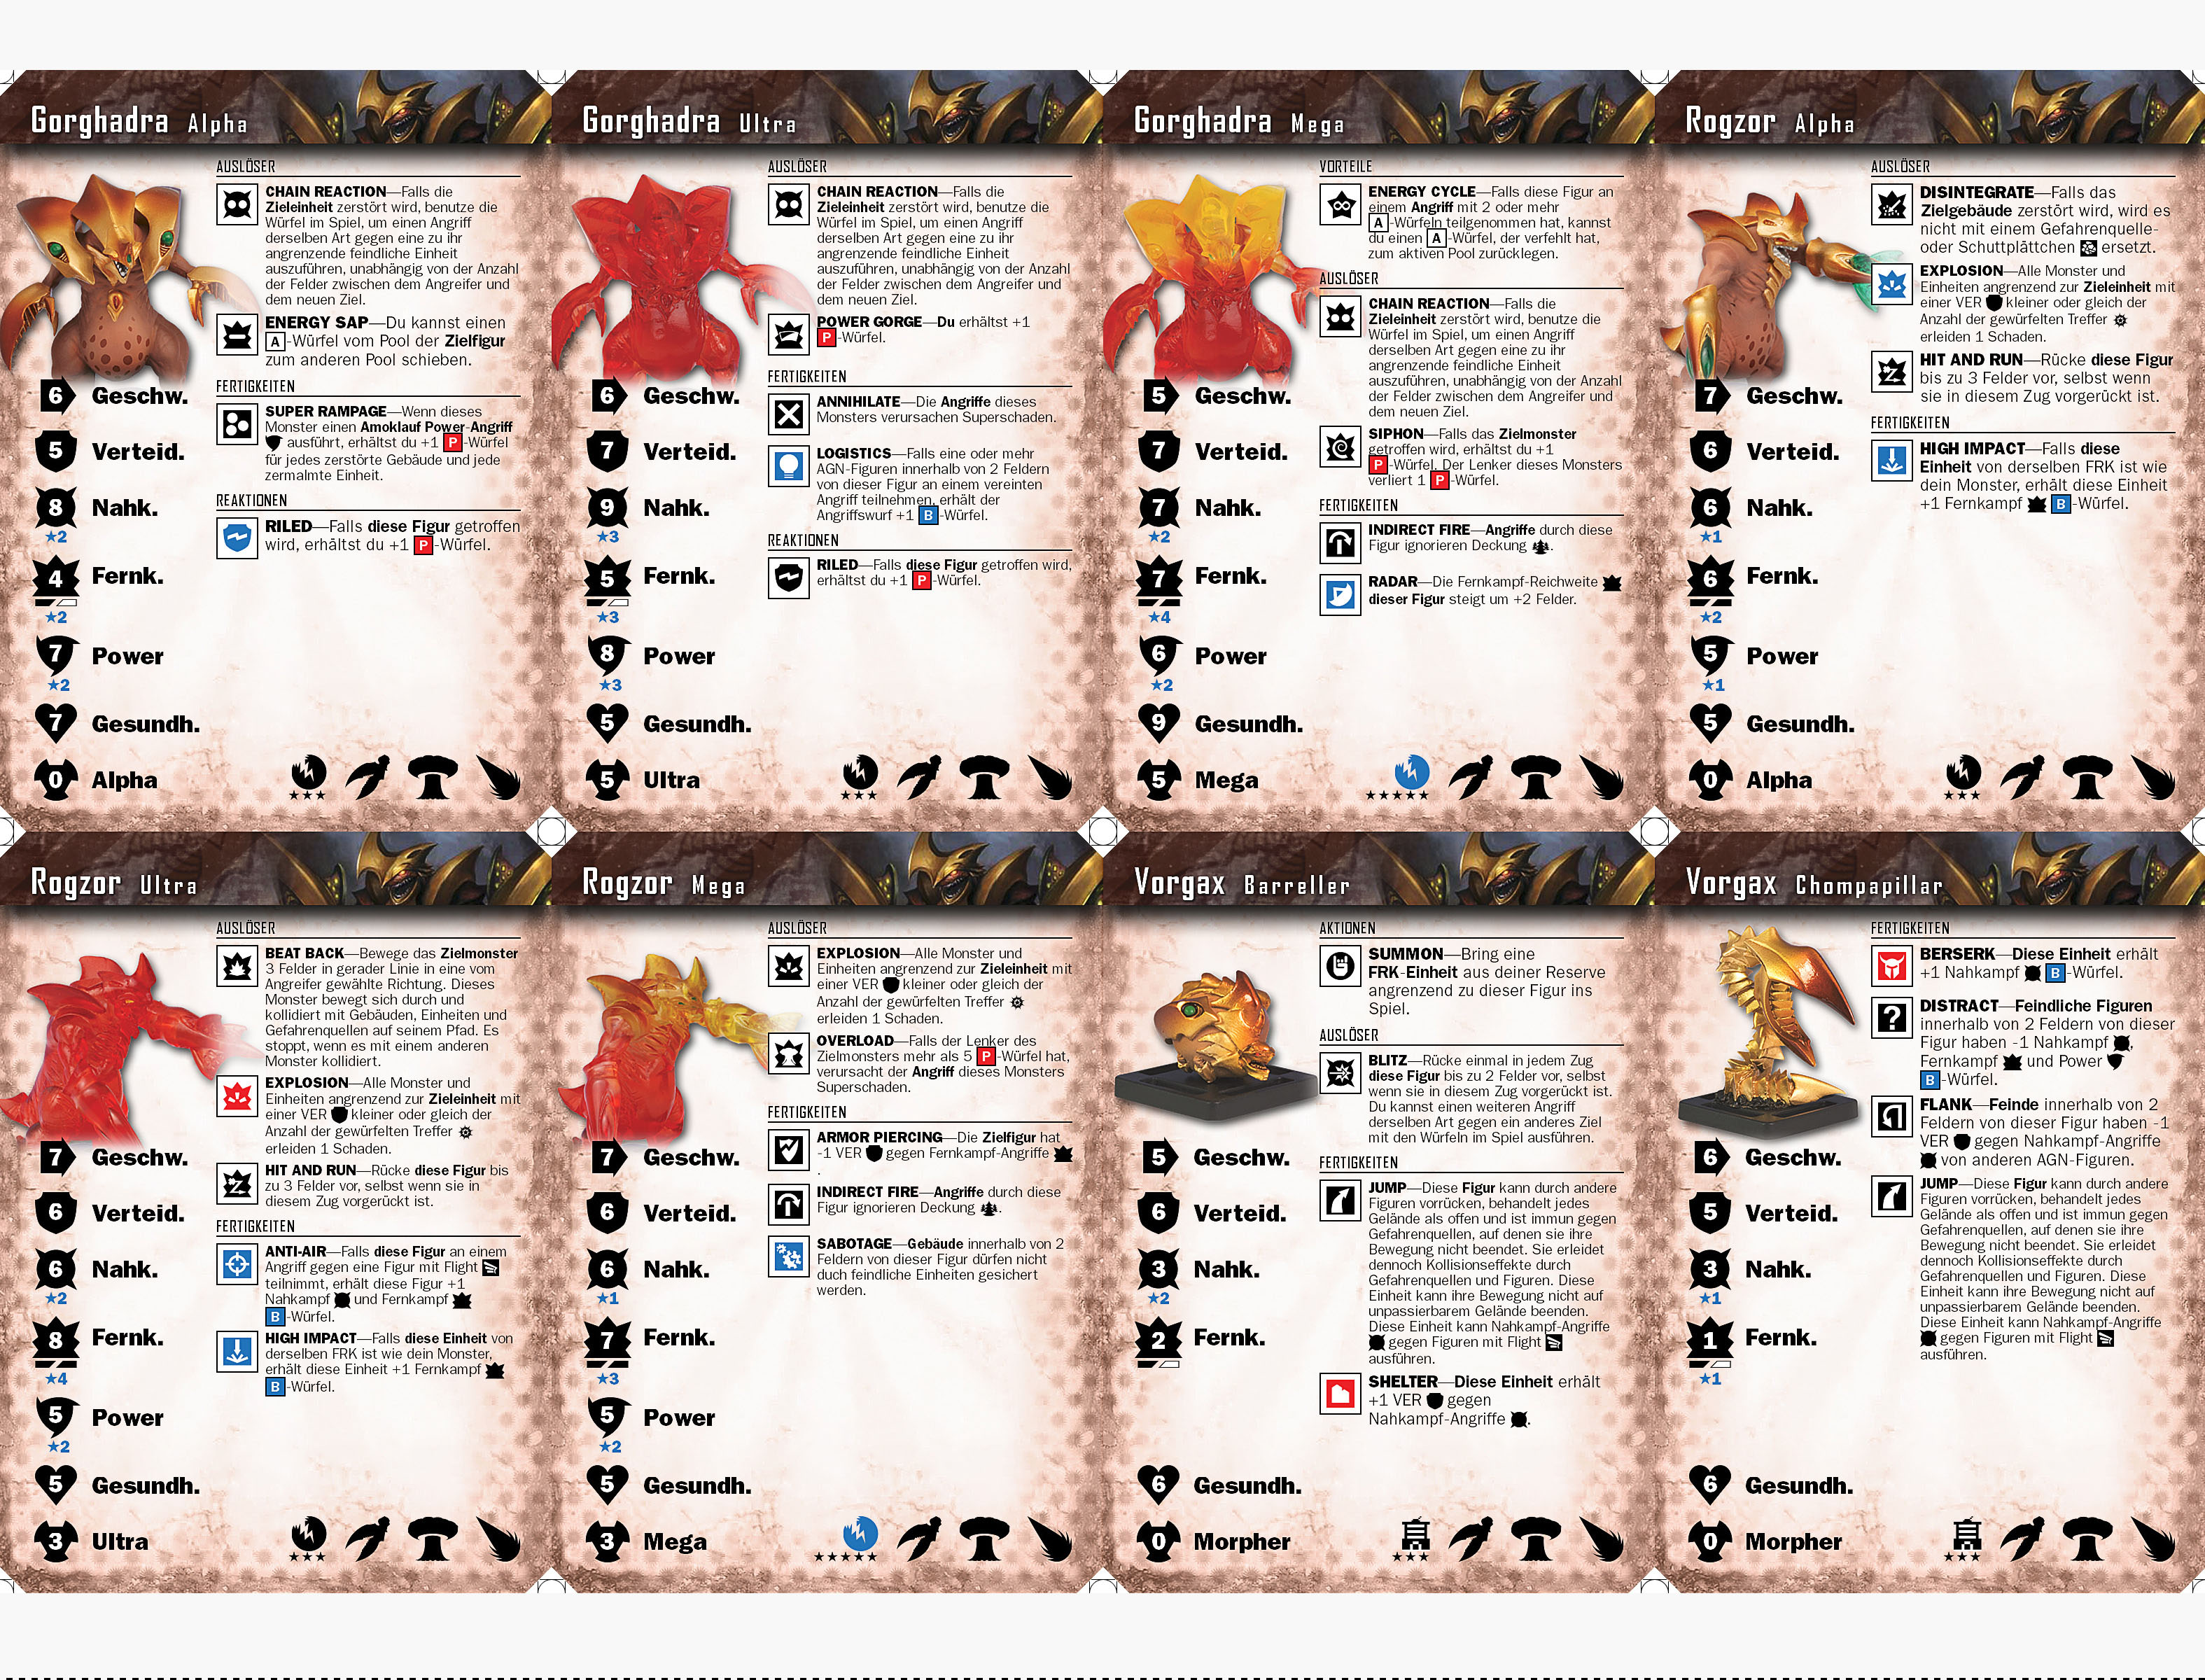 Gorghadra Alpha
AUSLÖSER
CHAIN REACTION—Falls die
Zieleinheit zerstört wird, benutze die
Würfel im Spiel, um einen Angriff
derselben Art gegen eine zu ihr
angrenzende feindliche Einheit
auszuführen, unabhängig von der Anzahl
der Felder zwischen dem Angreifer und
dem neuen Ziel.
ENERGY SAP—Du kannst einen
A-Würfel vom Pool der Zielfigur
zum anderen Pool schieben.
FERTIGKEITEN
SUPER RAMPAGE—Wenn dieses
Monster einen Amoklauf Power-Angriff
ausführt, erhältst du +1 P-Würfel
für jedes zerstörte Gebäude und jede
zermalmte Einheit.
REAKTIONEN
RILED—Falls diese Figur getroffen
wird, erhältst du +1 P-Würfel.
6 Geschw.
5 Verteid.
8 Nahk.
★2
4 Fernk.
★2
7 Power
★2
7 Gesundh.
0 Alpha
★★★
Gorghadra Ultra
AUSLÖSER
CHAIN REACTION—Falls die
Zieleinheit zerstört wird, benutze die
Würfel im Spiel, um einen Angriff
derselben Art gegen eine zu ihr
angrenzende feindliche Einheit
auszuführen, unabhängig von der Anzahl
der Felder zwischen dem Angreifer und
dem neuen Ziel.
POWER GORGE—Du erhältst +1
P-Würfel.
FERTIGKEITEN
ANNIHILATE—Die Angriffe dieses
Monsters verursachen Superschaden.
LOGISTICS—Falls eine oder mehr
AGN-Figuren innerhalb von 2 Feldern
von dieser Figur an einem vereinten
Angriff teilnehmen, erhält der
Angriffswurf +1 B-Würfel.
REAKTIONEN
RILED—Falls diese Figur getroffen wird,
erhältst du +1 P-Würfel.
6 Geschw.
7 Verteid.
9 Nahk.
★3
5 Fernk.
★3
8 Power
★3
5 Gesundh.
5 Ultra
★★★
Gorghadra Mega
VORTEILE
ENERGY CYCLE—Falls diese Figur an
einem Angriff mit 2 oder mehr
A-Würfeln teilgenommen hat, kannst
du einen A-Würfel, der verfehlt hat,
zum aktiven Pool zurücklegen.
AUSLÖSER
CHAIN REACTION—Falls die
Zieleinheit zerstört wird, benutze die
Würfel im Spiel, um einen Angriff
derselben Art gegen eine zu ihr
angrenzende feindliche Einheit
auszuführen, unabhängig von der Anzahl
der Felder zwischen dem Angreifer und
dem neuen Ziel.
SIPHON—Falls das Zielmonster
getroffen wird, erhältst du +1
P-Würfel. Der Lenker dieses Monsters
verliert 1 P-Würfel.
FERTIGKEITEN
INDIRECT FIRE—Angriffe durch diese
Figur ignorieren Deckung.
RADAR—Die Fernkampf-Reichweite
dieser Figur steigt um +2 Felder.
5 Geschw.
7 Verteid.
7 Nahk.
★2
7 Fernk.
★4
6 Power
★2
9 Gesundh.
5 Mega
★★★★★
Rogzor Alpha
AUSLÖSER
DISINTEGRATE—Falls das
Zielgebäude zerstört wird, wird es
nicht mit einem Gefahrenquelle-
oder Schuttplättchen ersetzt.
EXPLOSION—Alle Monster und
Einheiten angrenzend zur Zieleinheit mit
einer VER kleiner oder gleich der
Anzahl der gewürfelten Treffer
erleiden 1 Schaden.
HIT AND RUN—Rücke diese Figur
bis zu 3 Felder vor, selbst wenn
sie in diesem Zug vorgerückt ist.
FERTIGKEITEN
HIGH IMPACT—Falls diese
Einheit von derselben FRK ist wie
dein Monster, erhält diese Einheit
+1 Fernkampf B-Würfel.
7 Geschw.
6 Verteid.
6 Nahk.
★1
6 Fernk.
★2
5 Power
★1
5 Gesundh.
0 Alpha
★★★
Rogzor Ultra
AUSLÖSER
BEAT BACK—Bewege das Zielmonster
3 Felder in gerader Linie in eine vom
Angreifer gewählte Richtung. Dieses
Monster bewegt sich durch und
kollidiert mit Gebäuden, Einheiten und
Gefahrenquellen auf seinem Pfad. Es
stoppt, wenn es mit einem anderen
Monster kollidiert.
EXPLOSION—Alle Monster und
Einheiten angrenzend zur Zieleinheit mit
einer VER kleiner oder gleich der
Anzahl der gewürfelten Treffer
erleiden 1 Schaden.
HIT AND RUN—Rücke diese Figur bis
zu 3 Felder vor, selbst wenn sie in
diesem Zug vorgerückt ist.
FERTIGKEITEN
ANTI-AIR—Falls diese Figur an einem
Angriff gegen eine Figur mit Flight
teilnimmt, erhält diese Figur +1
Nahkampf und Fernkampf
B-Würfel.
HIGH IMPACT—Falls diese Einheit von
derselben FRK ist wie dein Monster,
erhält diese Einheit +1 Fernkampf
B-Würfel.
7 Geschw.
6 Verteid.
6 Nahk.
★2
8 Fernk.
★4
5 Power
★2
5 Gesundh.
3 Ultra
★★★
Rogzor Mega
AUSLÖSER
EXPLOSION—Alle Monster und
Einheiten angrenzend zur Zieleinheit mit
einer VER kleiner oder gleich der
Anzahl der gewürfelten Treffer
erleiden 1 Schaden.
OVERLOAD—Falls der Lenker des
Zielmonsters mehr als 5 P-Würfel hat,
verursacht der Angriff dieses Monsters
Superschaden.
FERTIGKEITEN
ARMOR PIERCING—Die Zielfigur hat
-1 VER gegen Fernkampf-Angriffe
.
INDIRECT FIRE—Angriffe durch diese
Figur ignorieren Deckung.
SABOTAGE—Gebäude innerhalb von 2
Feldern von dieser Figur dürfen nicht
duch feindliche Einheiten gesichert
werden.
7 Geschw.
6 Verteid.
6 Nahk.
★1
7 Fernk.
★3
5 Power
★2
5 Gesundh.
3 Mega
★★★★★
Vorgax Barreller
AKTIONEN
SUMMON—Bring eine
FRK-Einheit aus deiner Reserve
angrenzend zu dieser Figur ins
Spiel.
AUSLÖSER
BLITZ—Rücke einmal in jedem Zug
diese Figur bis zu 2 Felder vor, selbst
wenn sie in diesem Zug vorgerückt ist.
Du kannst einen weiteren Angriff
derselben Art gegen ein anderes Ziel
mit den Würfeln im Spiel ausführen.
FERTIGKEITEN
JUMP—Diese Figur kann durch andere
Figuren vorrücken, behandelt jedes
Gelände als offen und ist immun gegen
Gefahrenquellen, auf denen sie ihre
Bewegung nicht beendet. Sie erleidet
dennoch Kollisionseffekte durch
Gefahrenquellen und Figuren. Diese
Einheit kann ihre Bewegung nicht auf
unpassierbarem Gelände beenden.
Diese Einheit kann Nahkampf-Angriffe
gegen Figuren mit Flight
ausführen.
SHELTER—Diese Einheit erhält
+1 VER gegen
Nahkampf-Angriffe.
5 Geschw.
6 Verteid.
3 Nahk.
★2
2 Fernk.
6 Gesundh.
0 Morpher
★★★
Vorgax Chompapillar
FERTIGKEITEN
BERSERK—Diese Einheit erhält
+1 Nahkampf B-Würfel.
DISTRACT—Feindliche Figuren
innerhalb von 2 Feldern von dieser
Figur haben -1 Nahkampf,
Fernkampf und Power
B-Würfel.
FLANK—Feinde innerhalb von 2
Feldern von dieser Figur haben -1
VER gegen Nahkampf-Angriffe
von anderen AGN-Figuren.
JUMP—Diese Figur kann durch andere
Figuren vorrücken, behandelt jedes
Gelände als offen und ist immun gegen
Gefahrenquellen, auf denen sie ihre
Bewegung nicht beendet. Sie erleidet
dennoch Kollisionseffekte durch
Gefahrenquellen und Figuren. Diese
Einheit kann ihre Bewegung nicht auf
unpassierbarem Gelände beenden.
Diese Einheit kann Nahkampf-Angriffe
gegen Figuren mit Flight
ausführen.
6 Geschw.
5 Verteid.
3 Nahk.
★1
1 Fernk.
★1
6 Gesundh.
0 Morpher
★★★